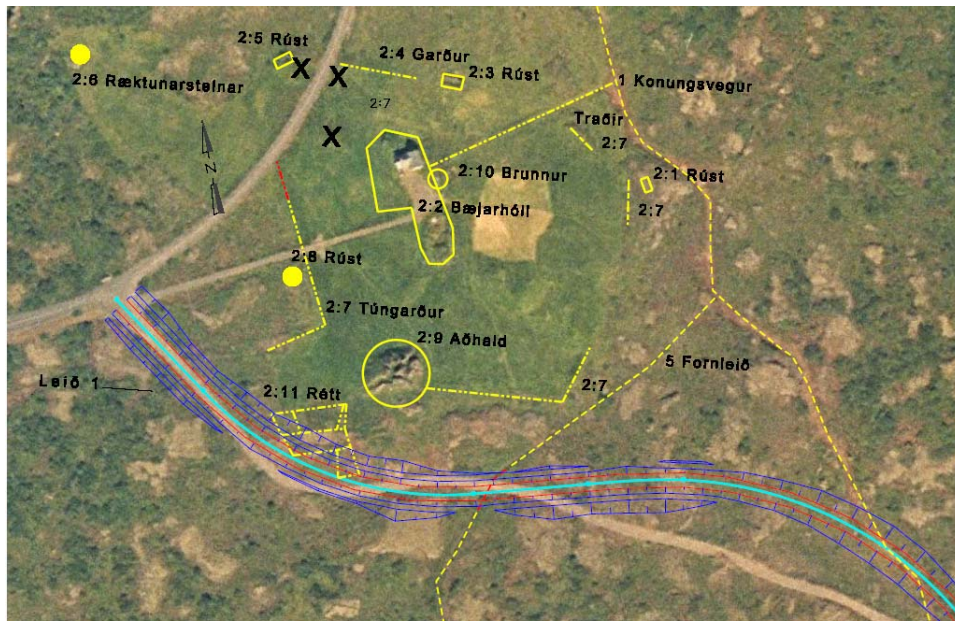 2:5 Rúst
2:4 Garður
2:3 Rúst
2:6 Ræktunarsteinar
X
X
1 Konungsvegur
2:7
Traðir
2:7
X
N
2:10 Brunnur
2:1 Rúst
2:2 Bæjarhóll
2:7
2:8 Rúst
2:7 Túngarður
2:9 Aðhald
5 Fornleið
Leið 1
2:11 Rétt
2:7